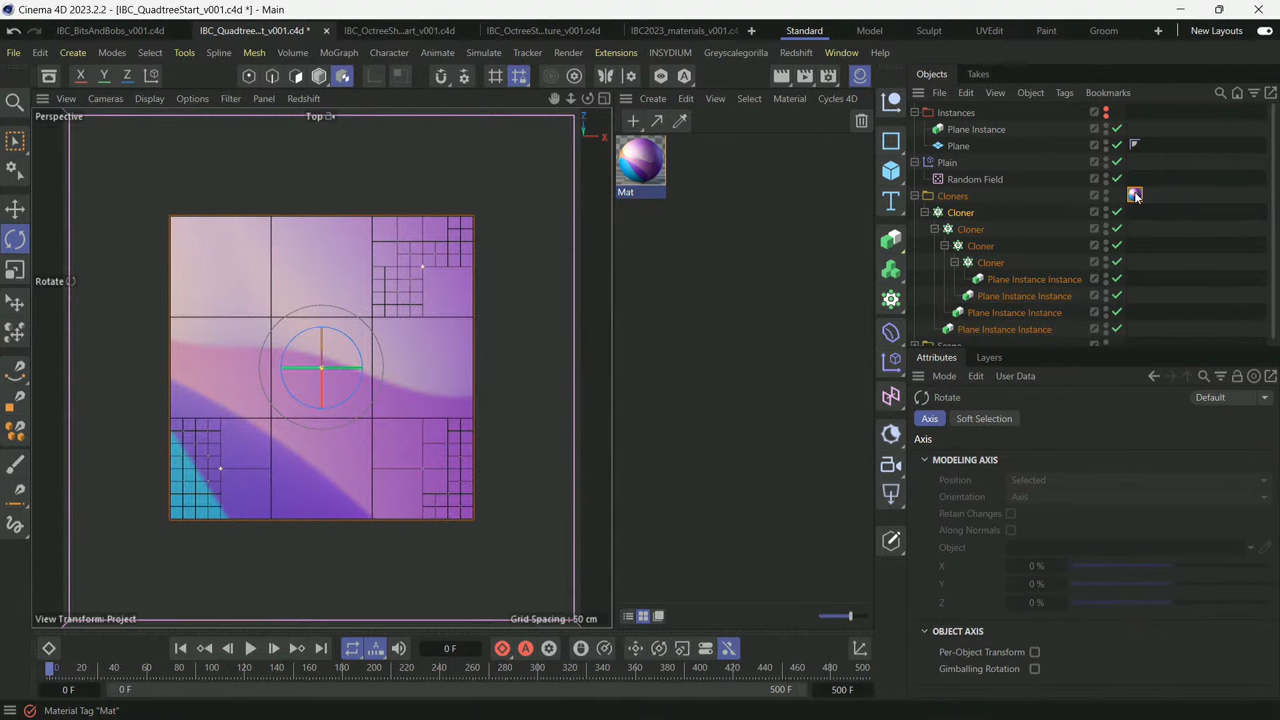 Cinema 4D 2023.2.2 - [IBC_QuadtreeStart_v001.c4d *] - Main
IBC_BitsAndBobs_v001.c4d
IBC_Quadtree...t_v001.c4d *
IBC_OctreeSh...art_v001.c4d
IBC_OctreeSt...ture_v001.c4d
IBC2023_materials_v001.c4d
Standard
Model
Sculpt
UVEdit
Paint
Groom
New Layouts
File Edit Create Modes Select Tools Spline Mesh Volume MoGraph Character Animate Simulate Tracker Render Extensions INSYDIUM Greyscalegorilla Redshift Window Help
X Y Z
Objects Takes
View Cameras Display Options Filter Panel Redshift
Create Edit View Select Material Cycles 4D
File Edit View Object Tags Bookmarks
Perspective
Top
Z
X
Mat
Instances
Plane Instance
Plane
Plain
Random Field
Cloners
Cloner
Cloner
Cloner
Cloner
Plane Instance Instance
Plane Instance Instance
Plane Instance Instance
Plane Instance Instance
Rotate
Attributes Layers
Mode Edit User Data
Rotate
Default
Axis
Soft Selection
Axis
MODELING AXIS
Position
Selected
Orientation
Axis
Retain Changes
Along Normals
Object
X
0 %
Y
0 %
Z
0 %
OBJECT AXIS
Per-Object Transform
Gimballing Rotation
View Transform: Project
Grid Spacing : 50 cm
0 F
0 20 40 60 80 100 120 140 160 180 200 220 240 260 280 300 320 340 360 380 400 420 440 460 480 500
0 F
0 F
500 F
500 F
Material Tag "Mat"